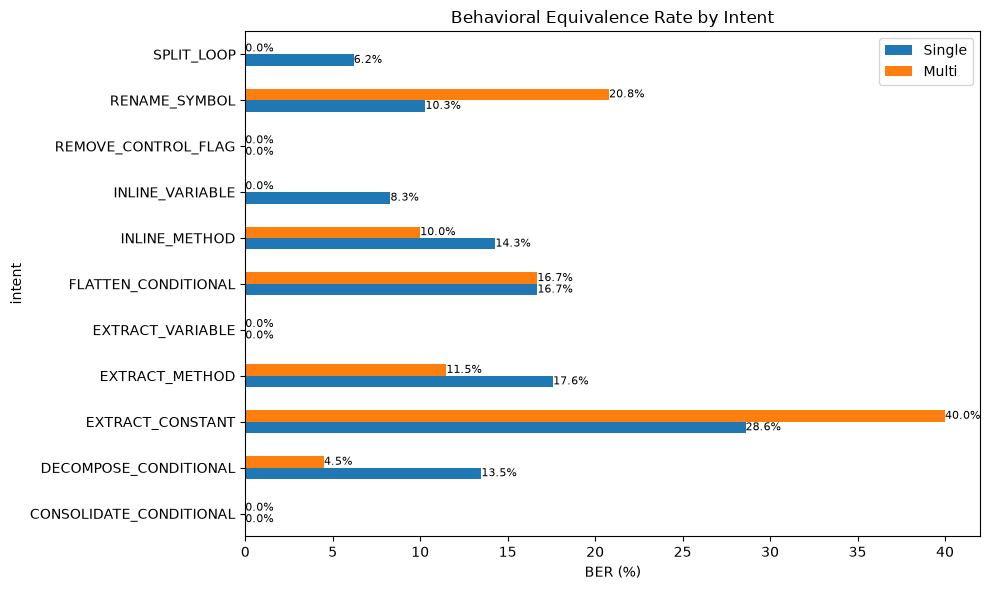 Behavioral Equivalence Rate by Intent
Single
Multi
intent
SPLIT_LOOP
0.0%
6.2%
RENAME_SYMBOL
20.8%
10.3%
REMOVE_CONTROL_FLAG
0.0%
0.0%
INLINE_VARIABLE
0.0%
8.3%
INLINE_METHOD
10.0%
14.3%
FLATTEN_CONDITIONAL
16.7%
16.7%
EXTRACT_VARIABLE
0.0%
0.0%
EXTRACT_METHOD
11.5%
17.6%
EXTRACT_CONSTANT
40.0%
28.6%
DECOMPOSE_CONDITIONAL
4.5%
13.5%
CONSOLIDATE_CONDITIONAL
0.0%
0.0%
0 5 10 15 20 25 30 35 40
BER (%)